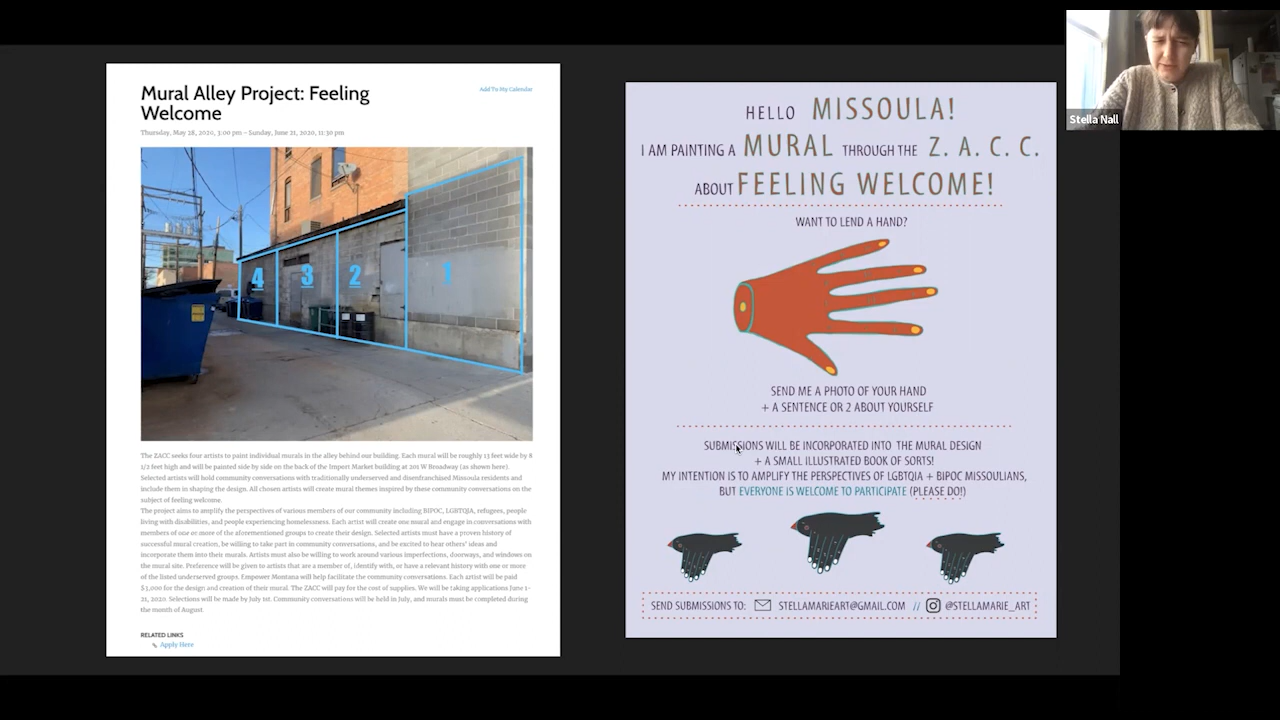 Mural Alley Project: Feeling
Welcome
Add To My Calendar
Thursday, May 28, 2020, 3:00 pm – Sunday, June 21, 2020, 11:30 pm
4
3
2
1
The ZACC seeks four artists to paint individual murals in the alley behind our building. Each mural will be roughly 13 feet wide by 8
1/2 feet high and will be painted side by side on the back of the Import Market building at 201 W Broadway (as shown here).
Selected artists will hold community conversations with traditionally underserved and disenfranchised Missoula residents and
include them in shaping the design. All chosen artists will create mural themes inspired by these community conversations on the
subject of feeling welcome.
The project aims to amplify the perspectives of various members of our community including BIPOC, LGBTQIA, refugees, people
living with disabilities, and people experiencing homelessness. Each artist will create one mural and engage in conversations with
members of one or more of the aforementioned groups to create their design. Selected artists must have a proven history of
successful mural creation, be willing to take part in community conversations, and be excited to hear others' ideas and
incorporate them into their murals. Artists must also be willing to work around various imperfections, doorways, and windows on
the mural site. Preference will be given to artists that are a member of, identify with, or have a relevant history with one or more
of the listed underserved groups. Empower Montana will help facilitate the community conversations. Each artist will be paid
$3,000 for the design and creation of their mural. The ZACC will pay for the cost of supplies. We will be taking applications June 1-
21, 2020. Selections will be made by July 1st. Community conversations will be held in July, and murals must be completed during
the month of August.
RELATED LINKS
Apply Here
HELLO MISSOULA!
I AM PAINTING A MURAL THROUGH THE Z. A. C. C.
ABOUT FEELING WELCOME!
WANT TO LEND A HAND?
SEND ME A PHOTO OF YOUR HAND
+ A SENTENCE OR 2 ABOUT YOURSELF
SUBMISSIONS WILL BE INCORPORATED INTO THE MURAL DESIGN
+ A SMALL ILLUSTRATED BOOK OF SORTS!
MY INTENTION IS TO AMPLIFY THE PERSPECTIVES OF LGBTQIA + BIPOC MISSOULIANS,
BUT EVERYONE IS WELCOME TO PARTICIPATE (PLEASE DO!)
SEND SUBMISSIONS TO: STELLAMARIEART@GMAIL.COM // @STELLAMARIE_ART
Stella Nall